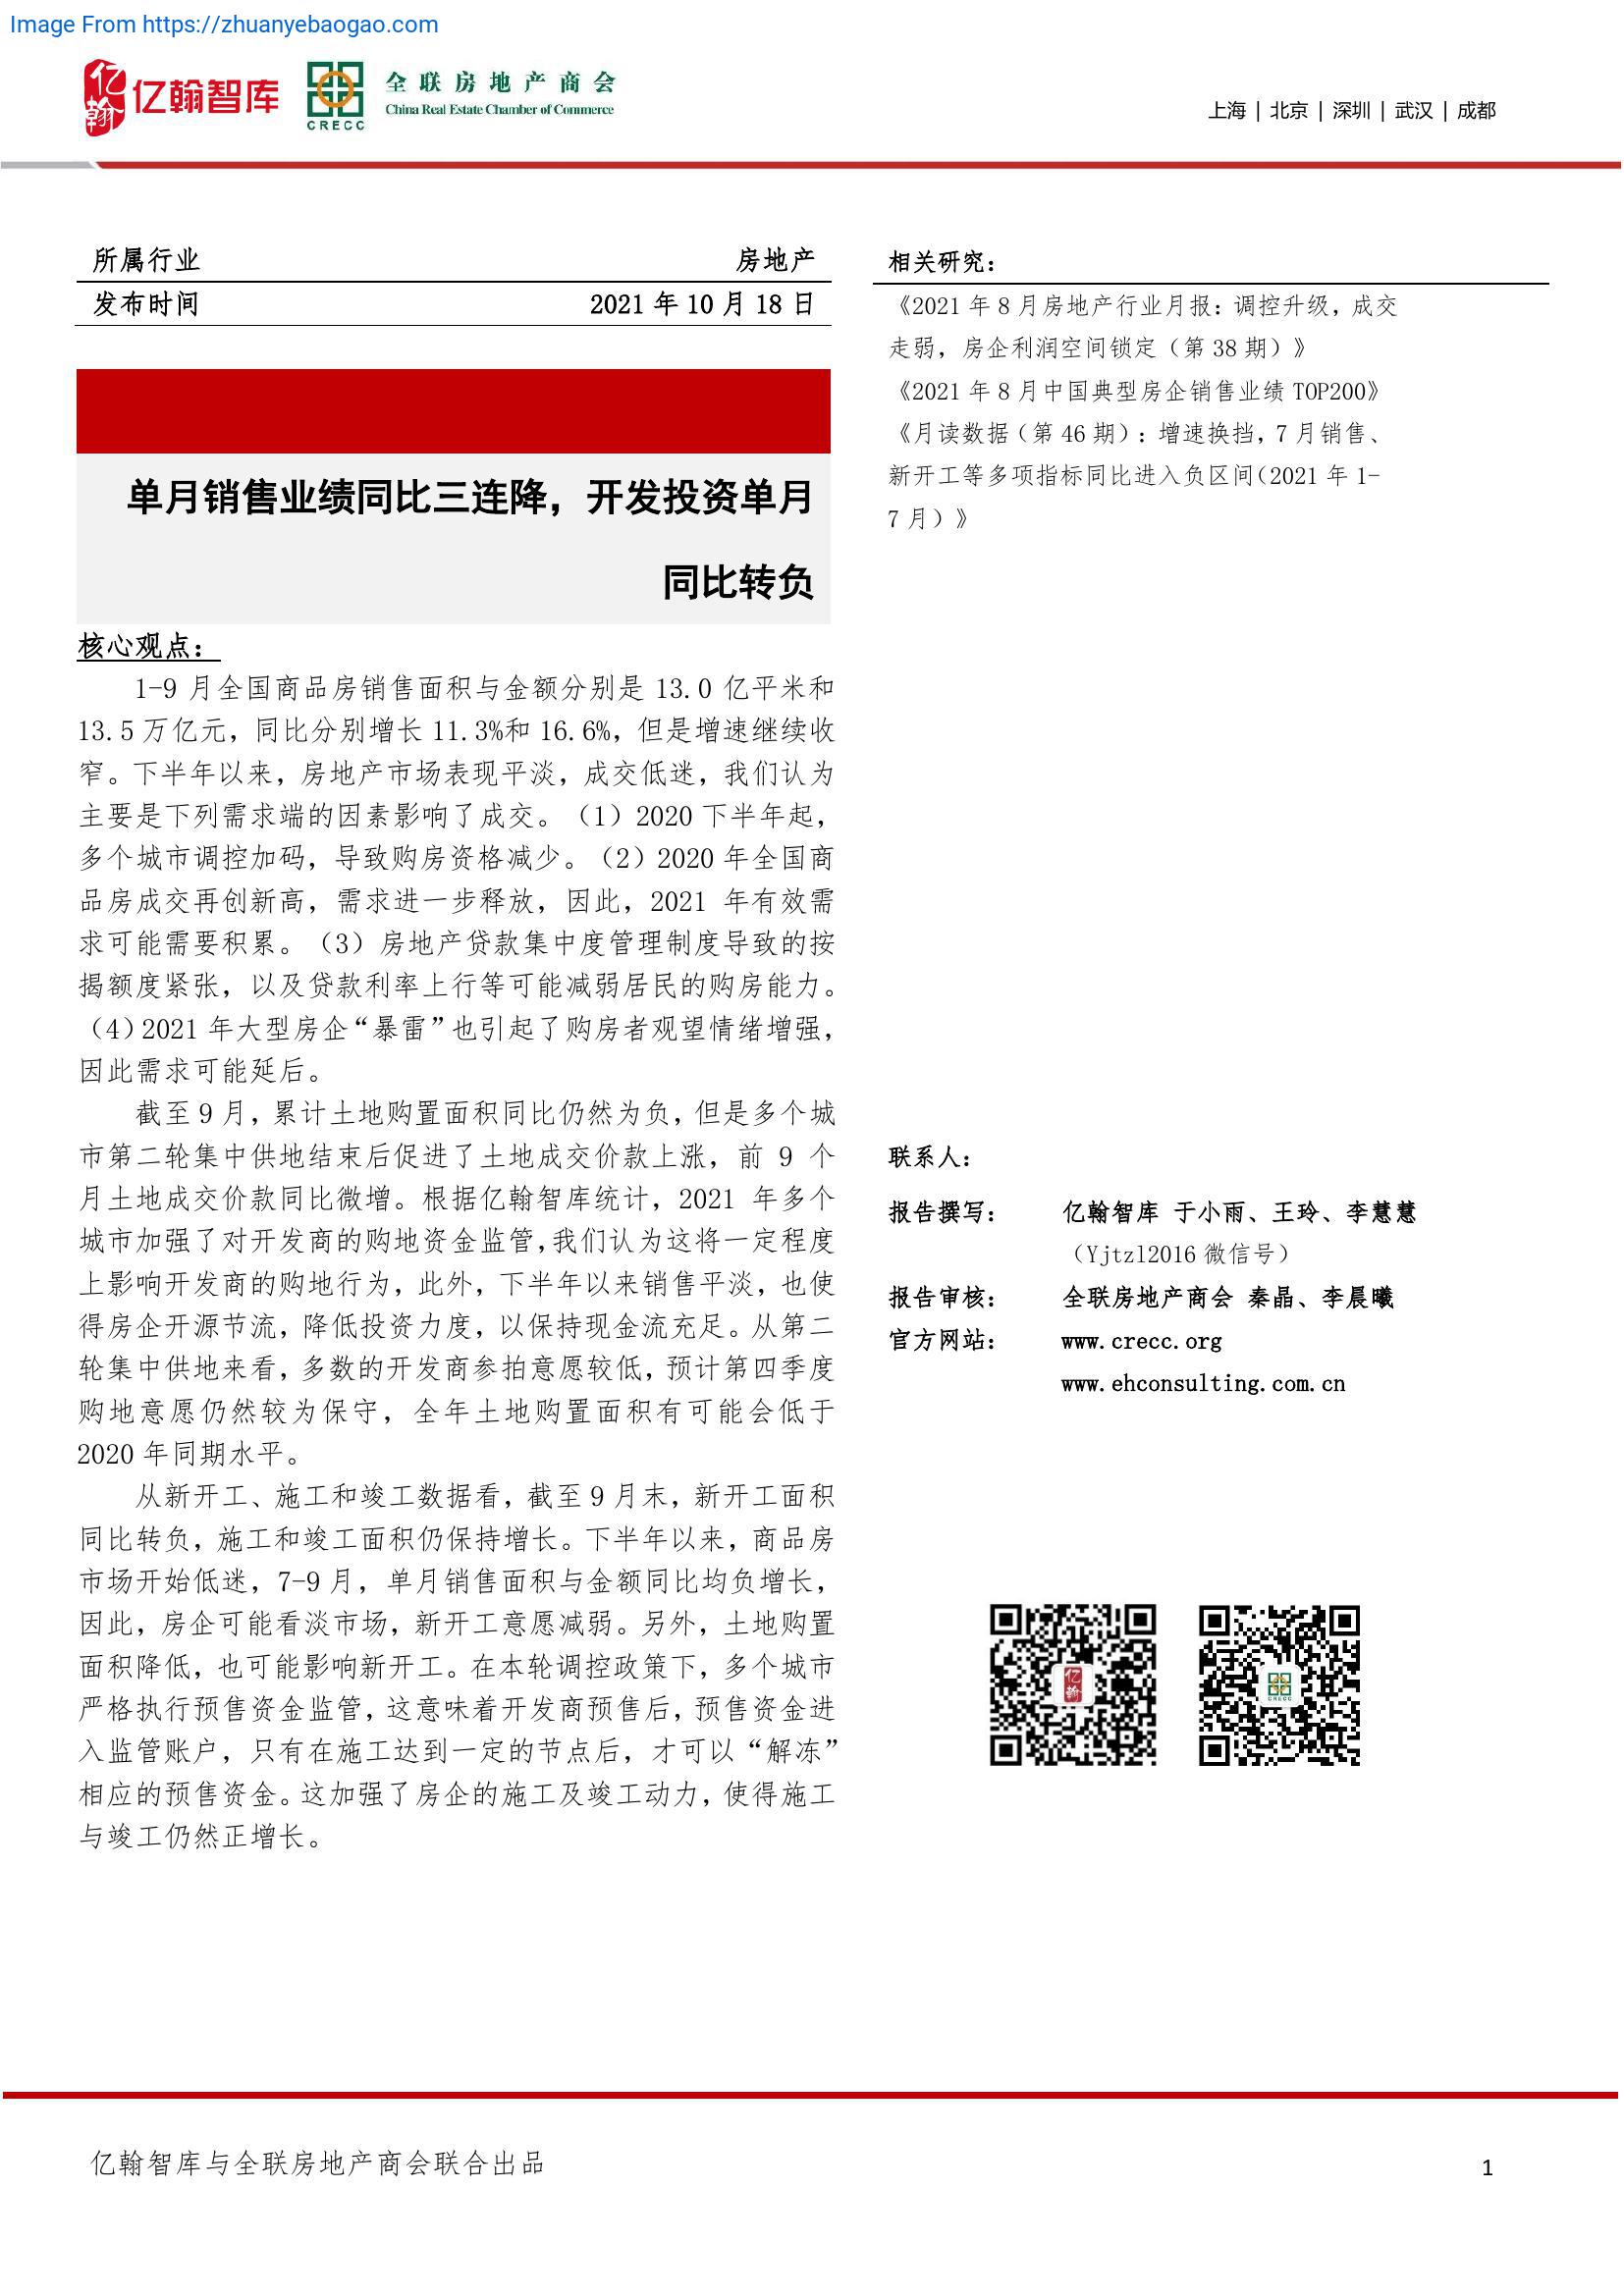 Image From https://zhuanyebaogao.com
亿翰
亿翰智库
CRECC
全联房地产商会
China Real Estate Chamber of Commerce
上海 | 北京 | 深圳 | 武汉 | 成都
所属行业 房地产
发布时间 2021 年 10 月 18 日
单月销售业绩同比三连降，开发投资单月
同比转负
核心观点：
1-9 月全国商品房销售面积与金额分别是 13.0 亿平米和
13.5 万亿元，同比分别增长 11.3%和 16.6%，但是增速继续收
窄。下半年以来，房地产市场表现平淡，成交低迷，我们认为
主要是下列需求端的因素影响了成交。（1）2020 下半年起，
多个城市调控加码，导致购房资格减少。（2）2020 年全国商
品房成交再创新高，需求进一步释放，因此，2021 年有效需
求可能需要积累。（3）房地产贷款集中度管理制度导致的按
揭额度紧张，以及贷款利率上行等可能减弱居民的购房能力。
（4）2021 年大型房企“暴雷”也引起了购房者观望情绪增强，
因此需求可能延后。
截至 9 月，累计土地购置面积同比仍然为负，但是多个城
市第二轮集中供地结束后促进了土地成交价款上涨，前 9 个
月土地成交价款同比微增。根据亿翰智库统计，2021 年多个
城市加强了对开发商的购地资金监管，我们认为这将一定程度
上影响开发商的购地行为，此外，下半年以来销售平淡，也使
得房企开源节流，降低投资力度，以保持现金流充足。从第二
轮集中供地来看，多数的开发商参拍意愿较低，预计第四季度
购地意愿仍然较为保守，全年土地购置面积有可能会低于
2020 年同期水平。
从新开工、施工和竣工数据看，截至 9 月末，新开工面积
同比转负，施工和竣工面积仍保持增长。下半年以来，商品房
市场开始低迷，7-9 月，单月销售面积与金额同比均负增长，
因此，房企可能看淡市场，新开工意愿减弱。另外，土地购置
面积降低，也可能影响新开工。在本轮调控政策下，多个城市
严格执行预售资金监管，这意味着开发商预售后，预售资金进
入监管账户，只有在施工达到一定的节点后，才可以“解冻”
相应的预售资金。这加强了房企的施工及竣工动力，使得施工
与竣工仍然正增长。
相关研究：
《2021 年 8 月房地产行业月报：调控升级，成交
走弱，房企利润空间锁定（第 38 期）》
《2021 年 8 月中国典型房企销售业绩 TOP200》
《月读数据（第 46 期）：增速换挡，7 月销售、
新开工等多项指标同比进入负区间（2021 年 1-
7 月）》
联系人：
报告撰写： 亿翰智库 于小雨、王玲、李慧慧
（Yjtzl2016 微信号）
报告审核： 全联房地产商会 秦晶、李晨曦
官方网站： www.crecc.org
www.ehconsulting.com.cn
亿翰
CRECC
亿翰智库与全联房地产商会联合出品
1